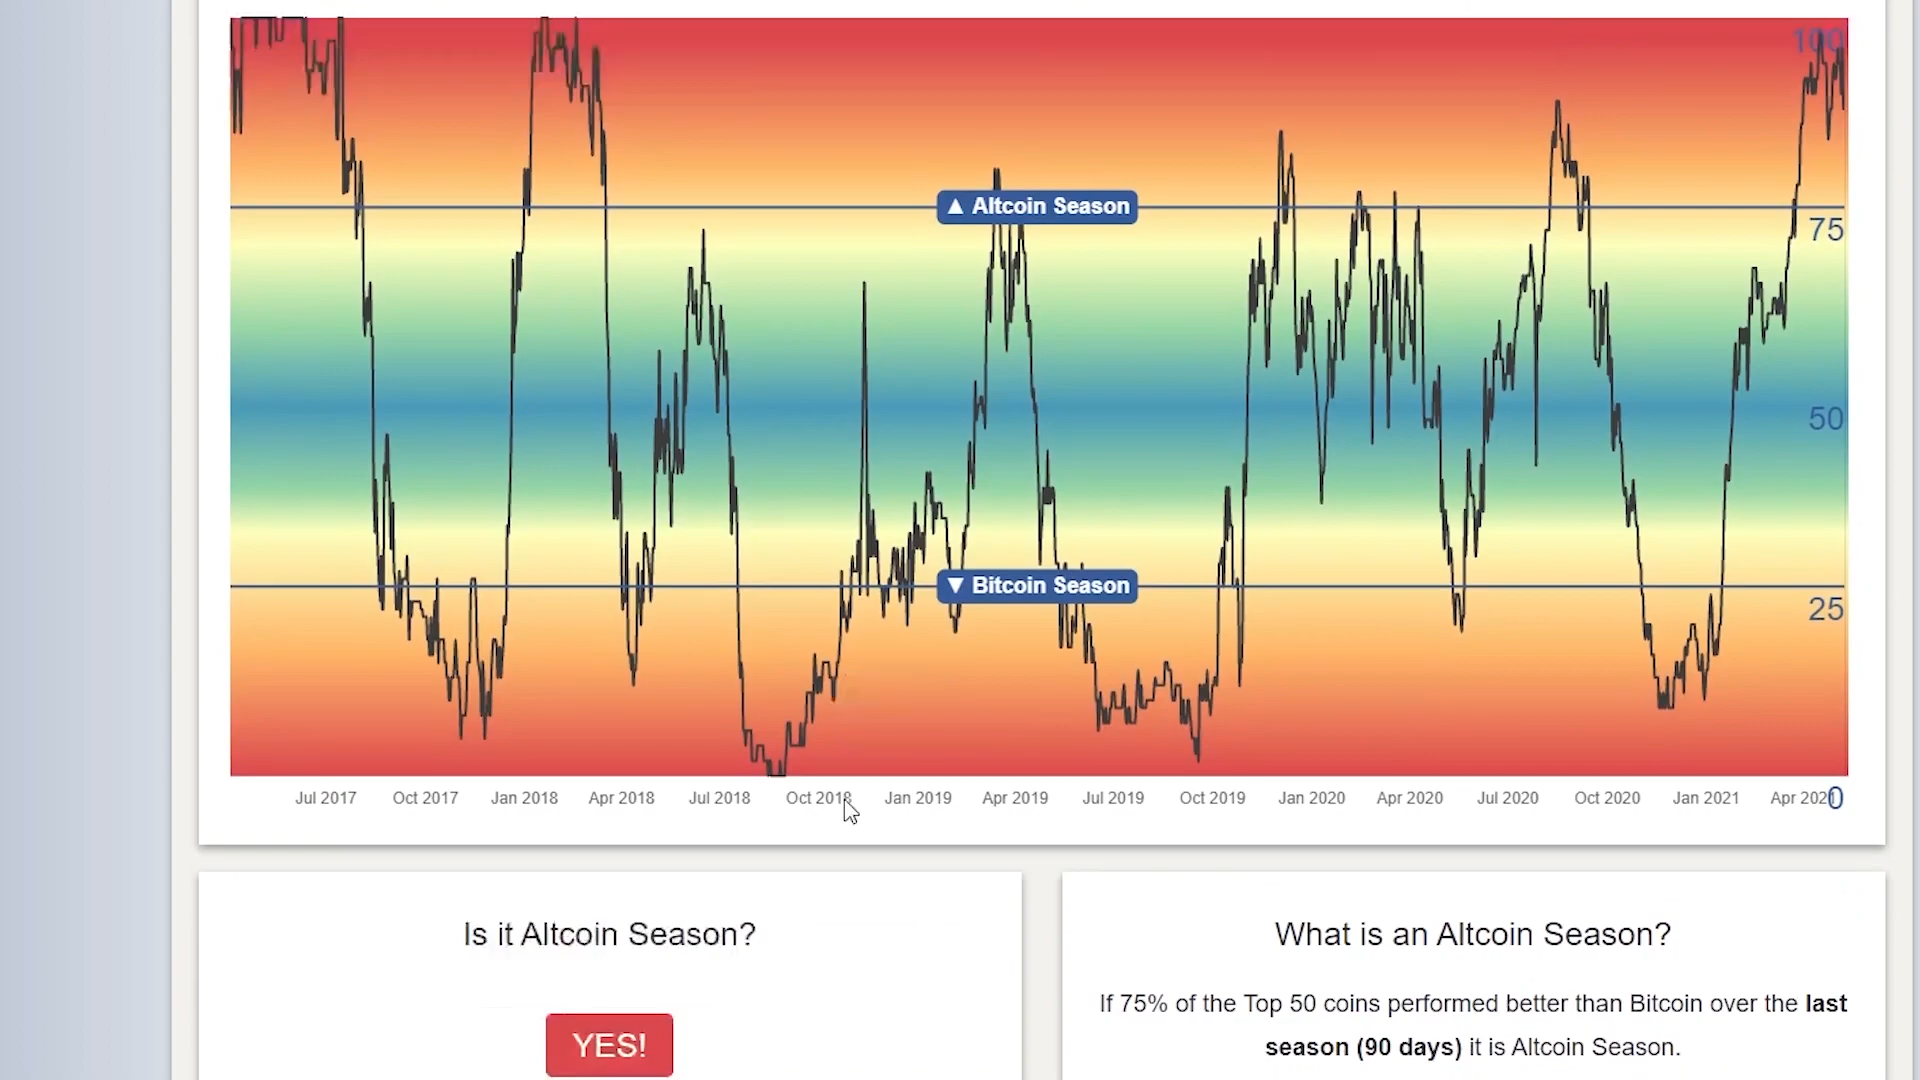 100
▲ Altcoin Season
75
50
▼ Bitcoin Season
25
Jul 2017 Oct 2017 Jan 2018 Apr 2018 Jul 2018 Oct 2018 Jan 2019 Apr 2019 Jul 2019 Oct 2019 Jan 2020 Apr 2020 Jul 2020 Oct 2020 Jan 2021 Apr 2021 0
Is it Altcoin Season?
YES!
What is an Altcoin Season?
If 75% of the Top 50 coins performed better than Bitcoin over the last
season (90 days) it is Altcoin Season.